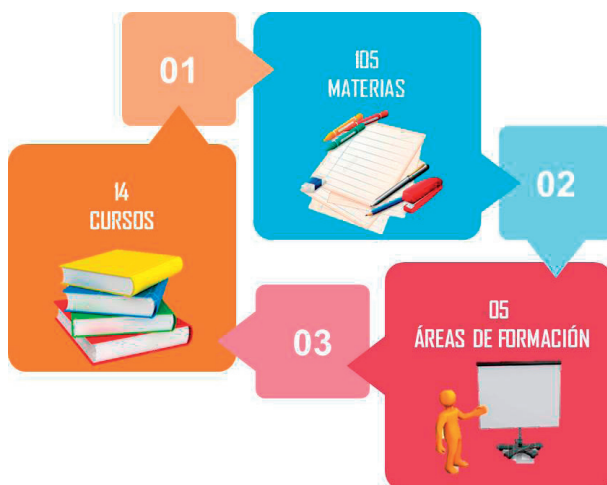 01
105
MATERIAS
02
14
CURSOS
05
ÁREAS DE FORMACIÓN
03